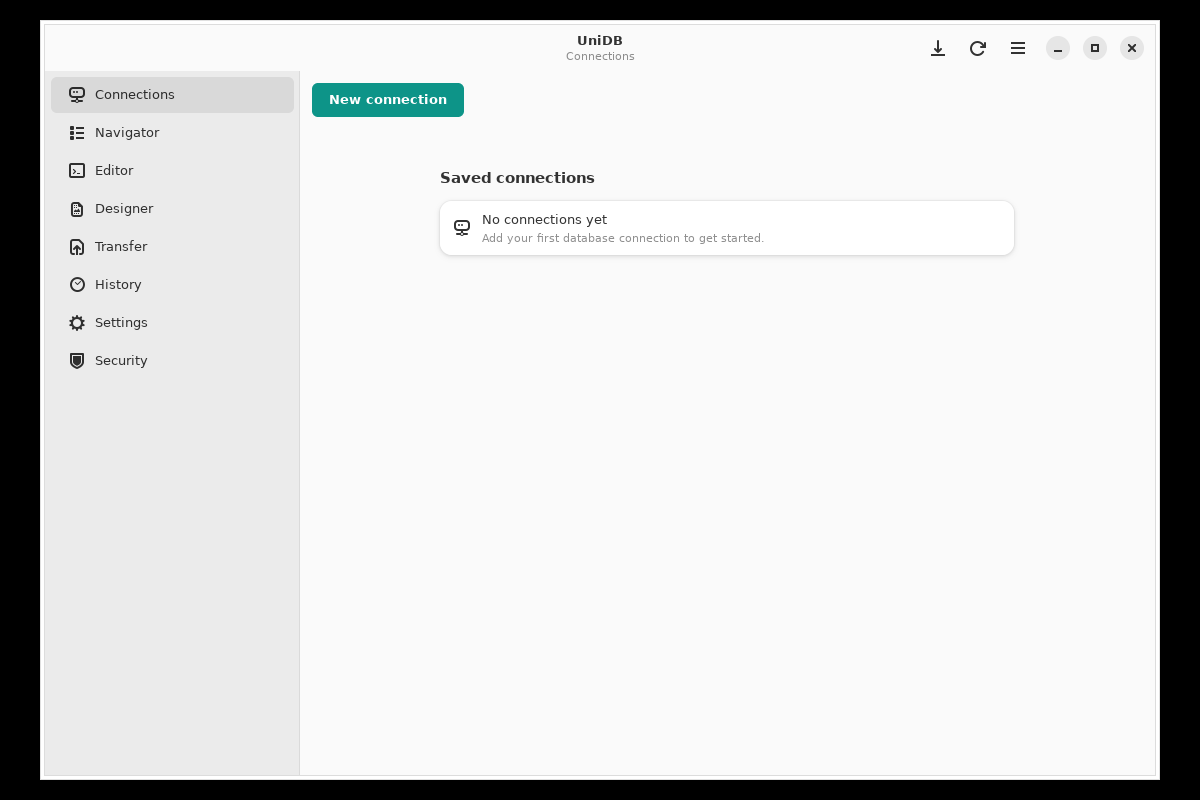 UniDB
Connections
Connections
Navigator
Editor
Designer
Transfer
History
Settings
Security
New connection
Saved connections
No connections yet
Add your first database connection to get started.